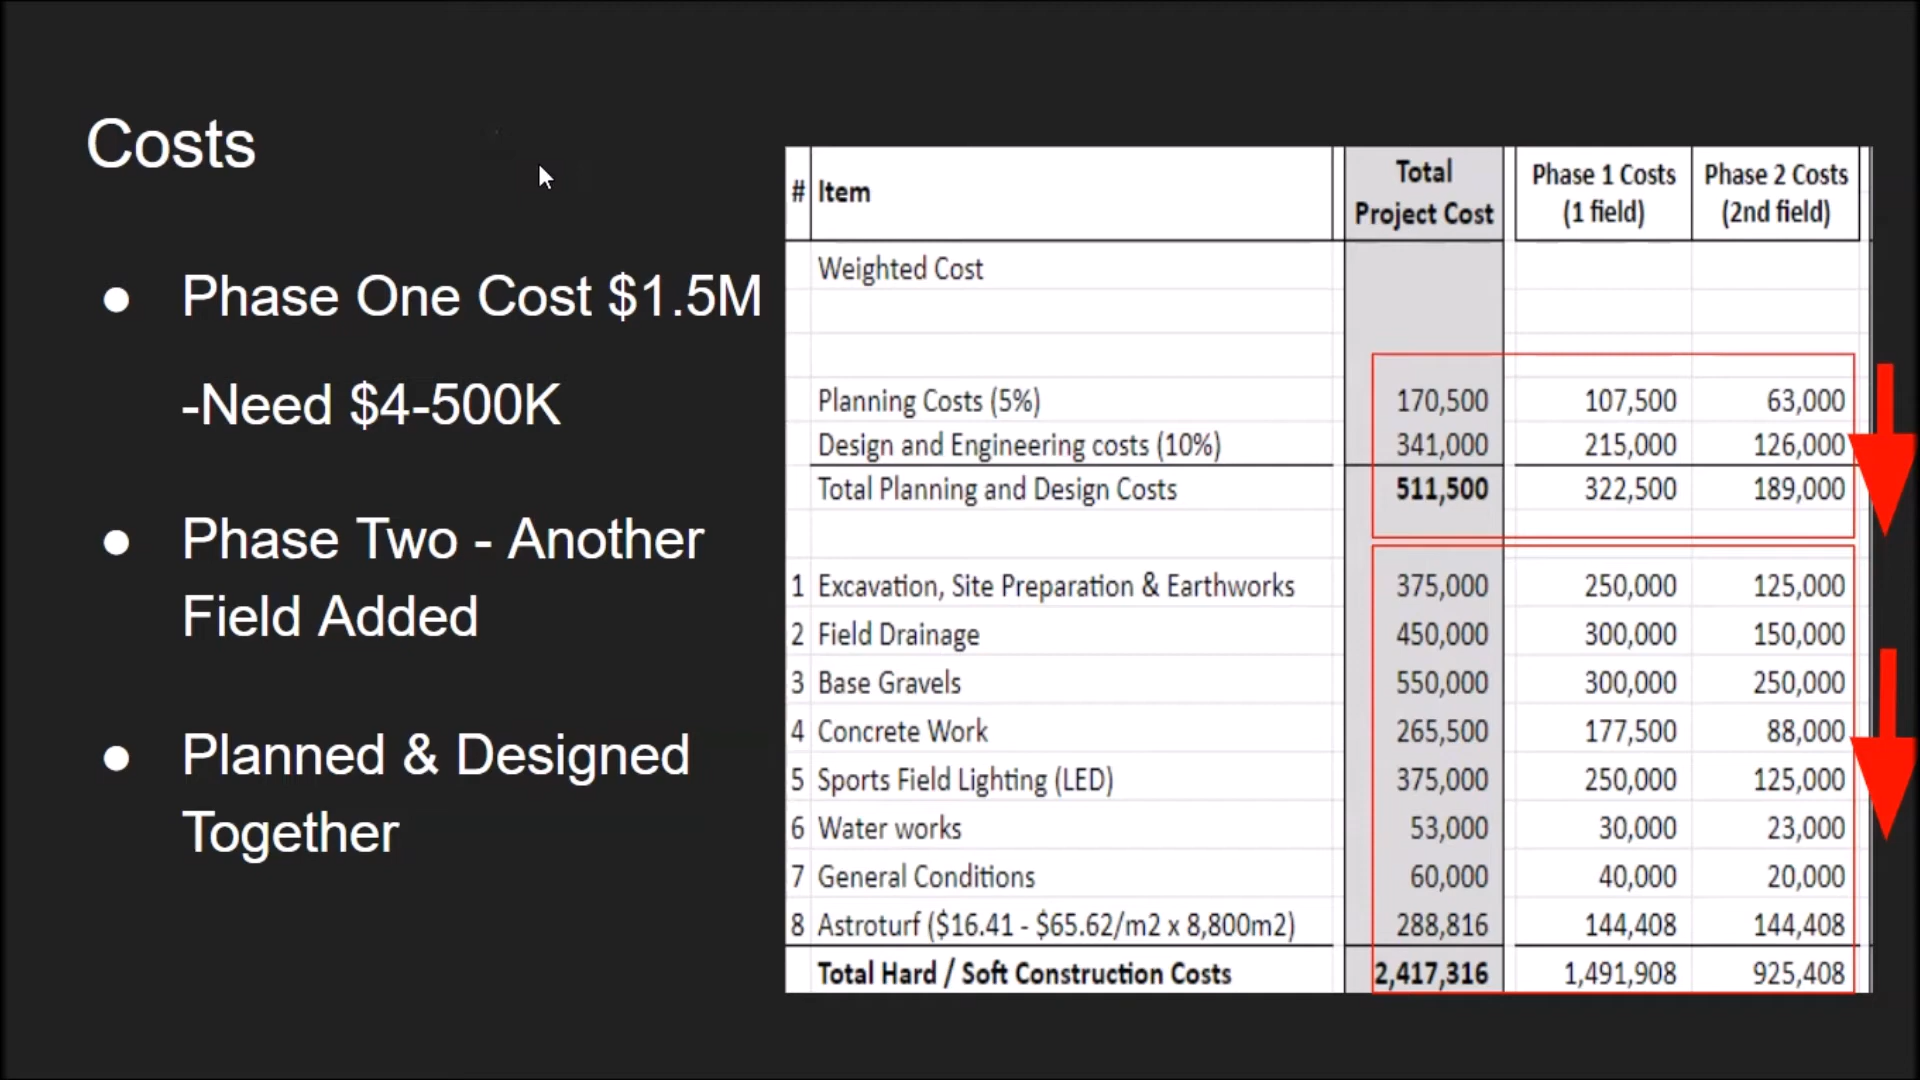 Costs
● Phase One Cost $1.5M
-Need $4-500K
● Phase Two - Another
Field Added
● Planned & Designed
Together
# Item Total Project Cost Phase 1 Costs (1 field) Phase 2 Costs (2nd field)
Weighted Cost
Planning Costs (5%) 170,500 107,500 63,000
Design and Engineering costs (10%) 341,000 215,000 126,000
Total Planning and Design Costs 511,500 322,500 189,000
1 Excavation, Site Preparation & Earthworks 375,000 250,000 125,000
2 Field Drainage 450,000 300,000 150,000
3 Base Gravels 550,000 300,000 250,000
4 Concrete Work 265,500 177,500 88,000
5 Sports Field Lighting (LED) 375,000 250,000 125,000
6 Water works 53,000 30,000 23,000
7 General Conditions 60,000 40,000 20,000
8 Astroturf ($16.41 - $65.62/m2 x 8,800m2) 288,816 144,408 144,408
Total Hard / Soft Construction Costs 2,417,316 1,491,908 925,408